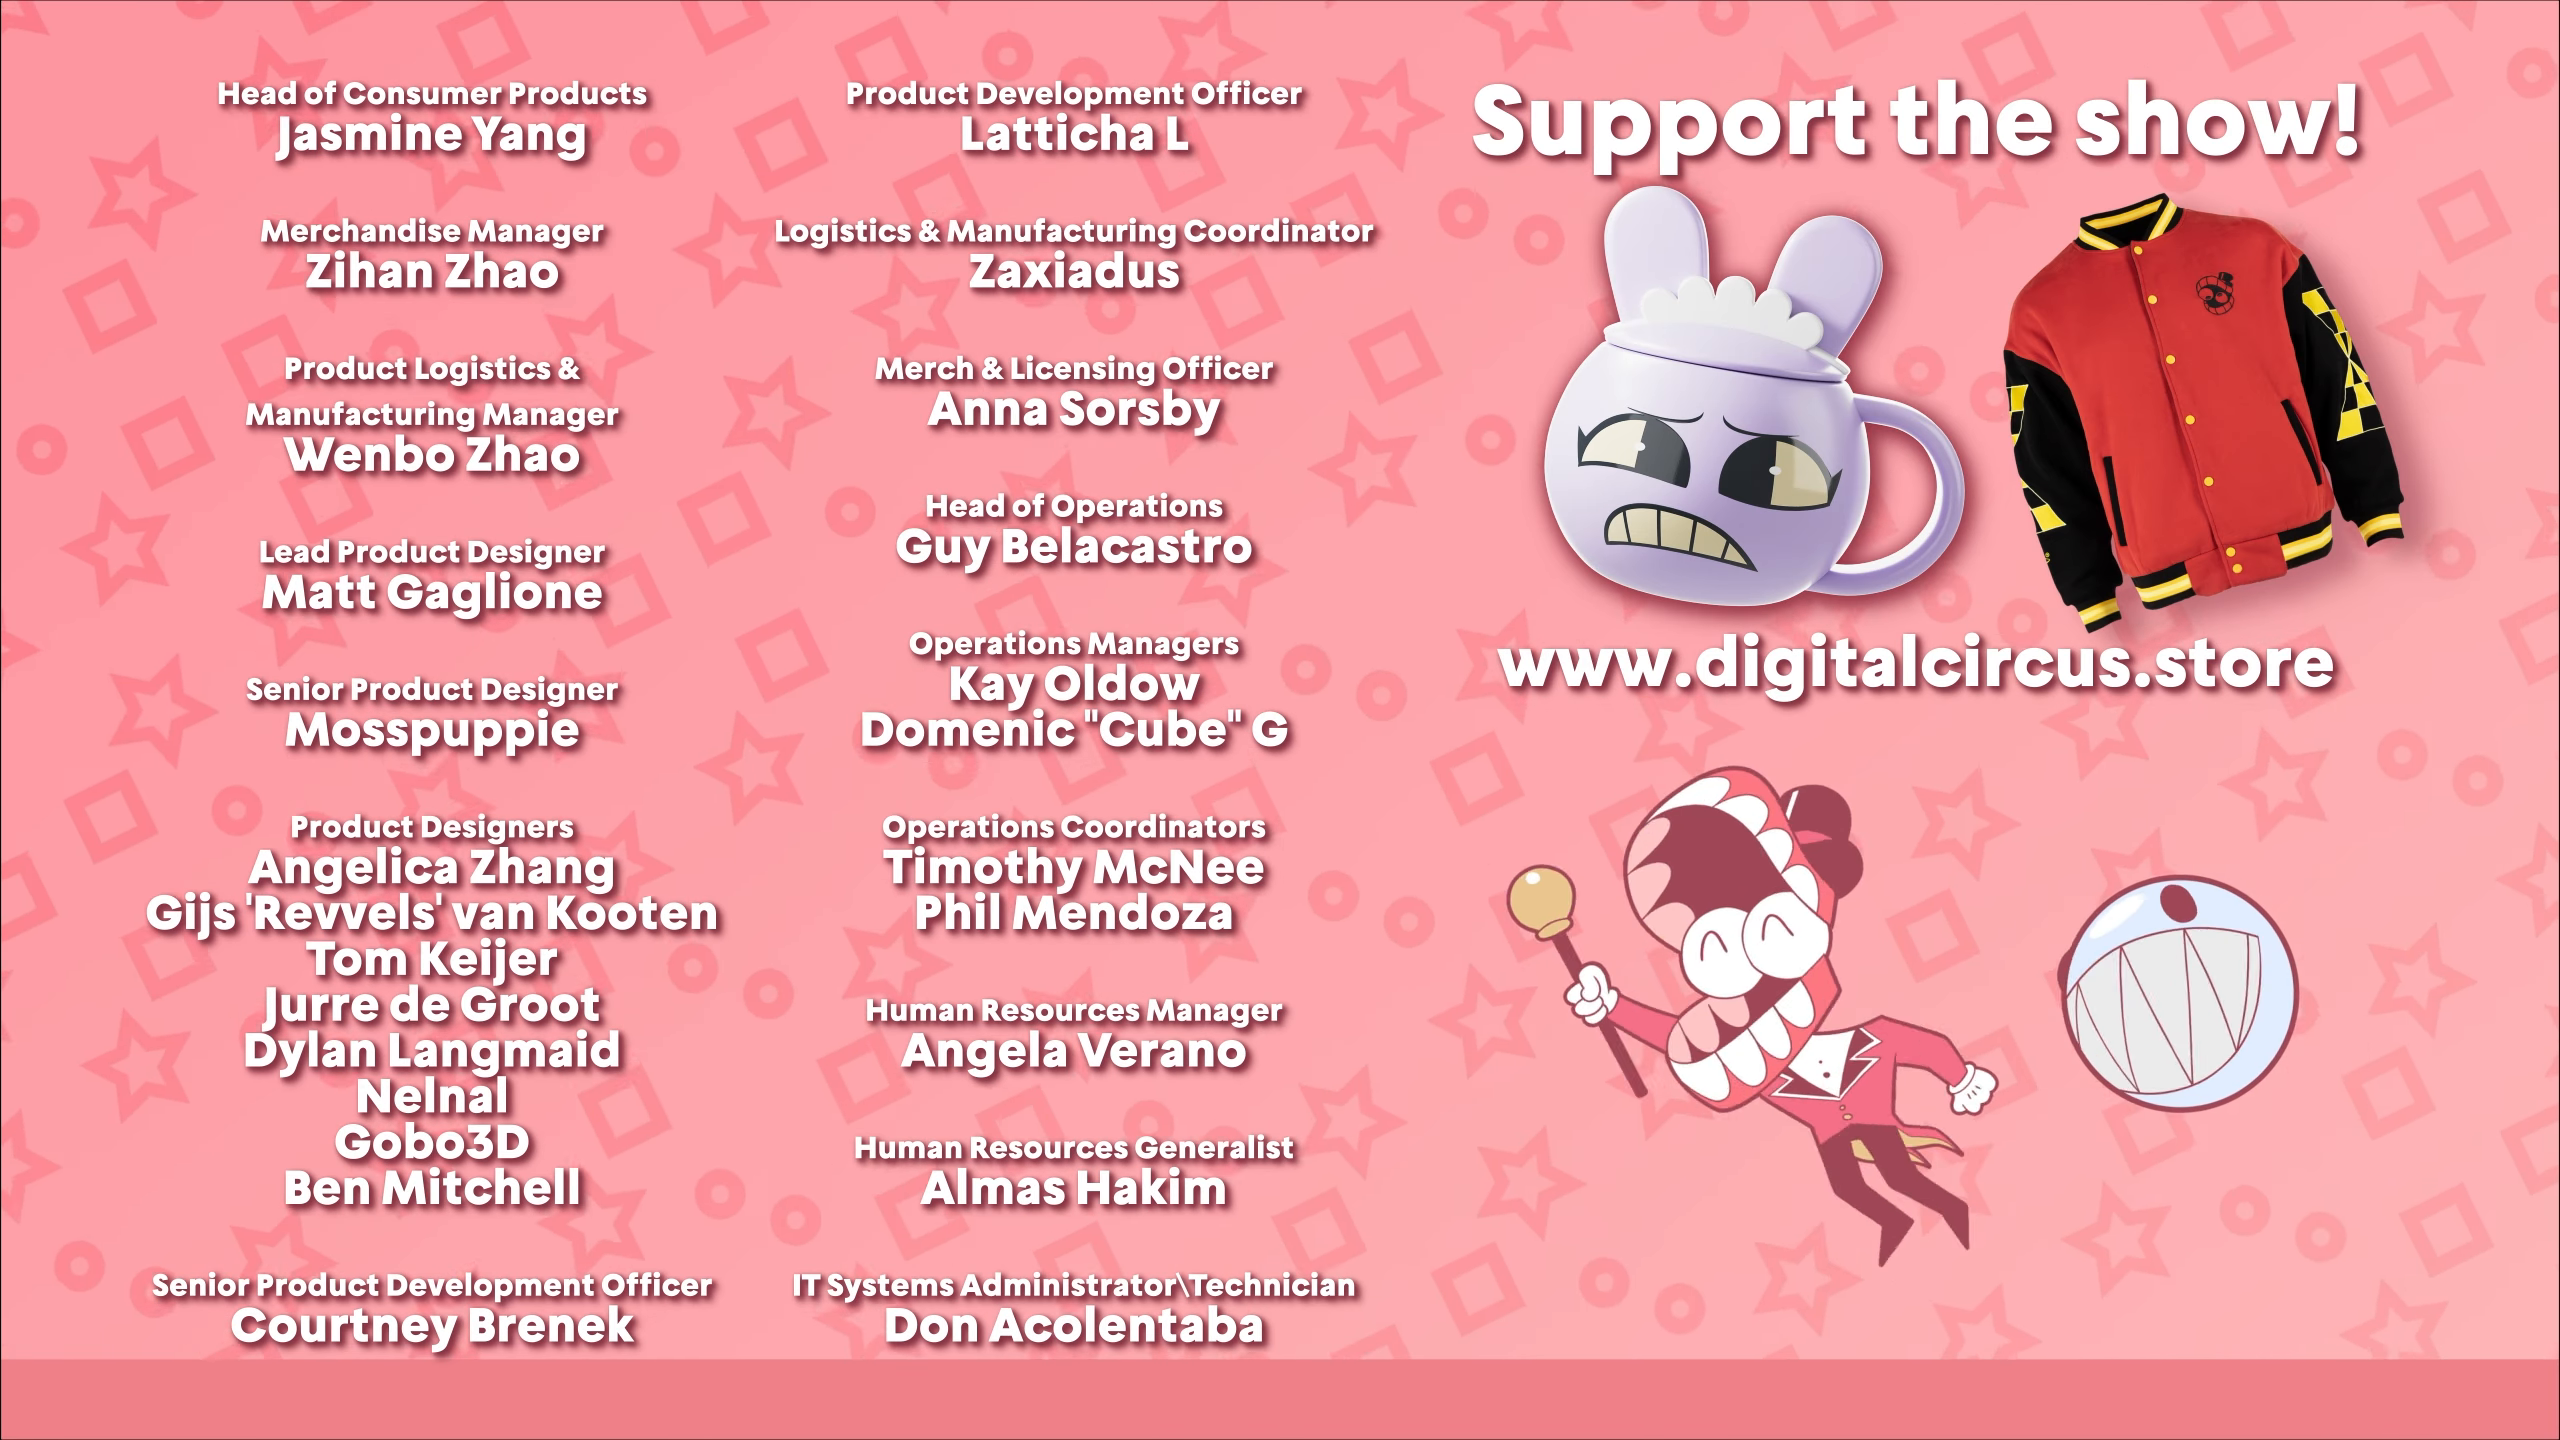 Head of Consumer Products
Jasmine Yang
Merchandise Manager
Zihan Zhao
Product Logistics &
Manufacturing Manager
Wenbo Zhao
Lead Product Designer
Matt Gaglione
Senior Product Designer
Mosspuppie
Product Designers
Angelica Zhang
Gijs 'Revvels' van Kooten
Tom Keijer
Jurre de Groot
Dylan Langmaid
Nelnal
Gobo3D
Ben Mitchell
Senior Product Development Officer
Courtney Brenek
Product Development Officer
Latticha L
Logistics & Manufacturing Coordinator
Zaxiadus
Merch & Licensing Officer
Anna Sorsby
Head of Operations
Guy Belacastro
Operations Managers
Kay Oldow
Domenic "Cube" G
Operations Coordinators
Timothy McNee
Phil Mendoza
Human Resources Manager
Angela Verano
Human Resources Generalist
Almas Hakim
IT Systems Administrator\Technician
Don Acolentaba
Support the show!
www.digitalcircus.store